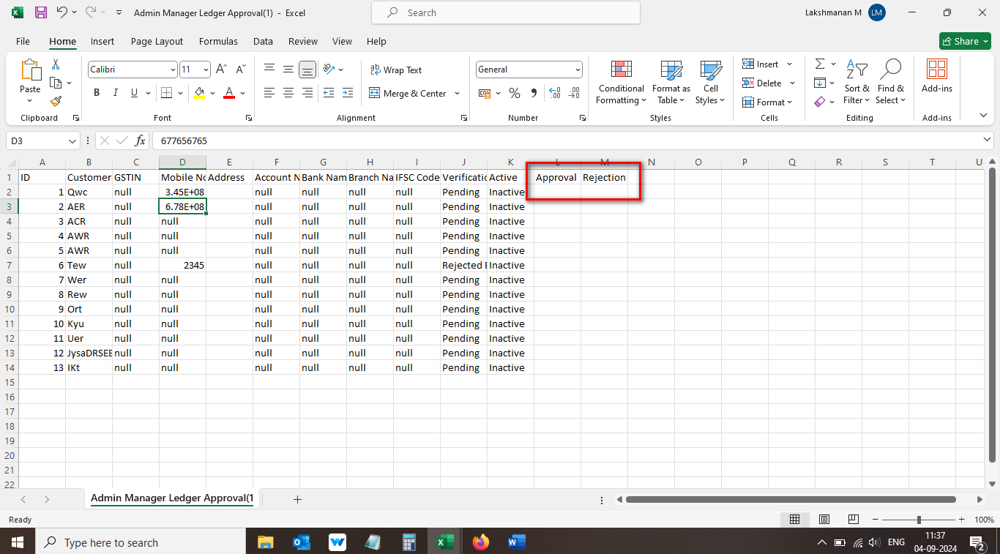 Admin Manager Ledger Approval(1) - Excel
Search
Lakshmanan M LM
File Home Insert Page Layout Formulas Data Review View Help
Share
Paste
Clipboard
Calibri 11
B I U
Font
Wrap Text
Merge & Center
Alignment
General
Number
Conditional Formatting
Format as Table
Cell Styles
Styles
Insert
Delete
Format
Cells
Sort & Filter
Find & Select
Editing
Add-ins
Add-ins
D3 fx 677656765
A B C D E F G H I J K L M N O P Q R S T U
1 ID Customer GSTIN Mobile No Address Account N Bank Nam Branch Na IFSC Code Verificatio Active Approval Rejection
2 1 Qwc null 3.45E+08 null null null null Pending Inactive
3 2 AER null 6.78E+08 null null null null Pending Inactive
4 3 ACR null null null null null null Pending Inactive
5 4 AWR null null null null null null Pending Inactive
6 5 AWR null null null null null null Pending Inactive
7 6 Tew null 2345 null null null null Rejected Inactive
8 7 Wer null null null null null null Pending Inactive
9 8 Rew null null null null null null Pending Inactive
10 9 Ort null null null null null null Pending Inactive
11 10 Kyu null null null null null null Pending Inactive
12 11 Uer null null null null null null Pending Inactive
13 12 JysaDRSEE null null null null null null Pending Inactive
14 13 IKt null null null null null null Pending Inactive
15
16
17
18
19
20
21
22
Admin Manager Ledger Approval(1
Ready
100%
Type here to search
ENG
11:37
04-09-2024
2